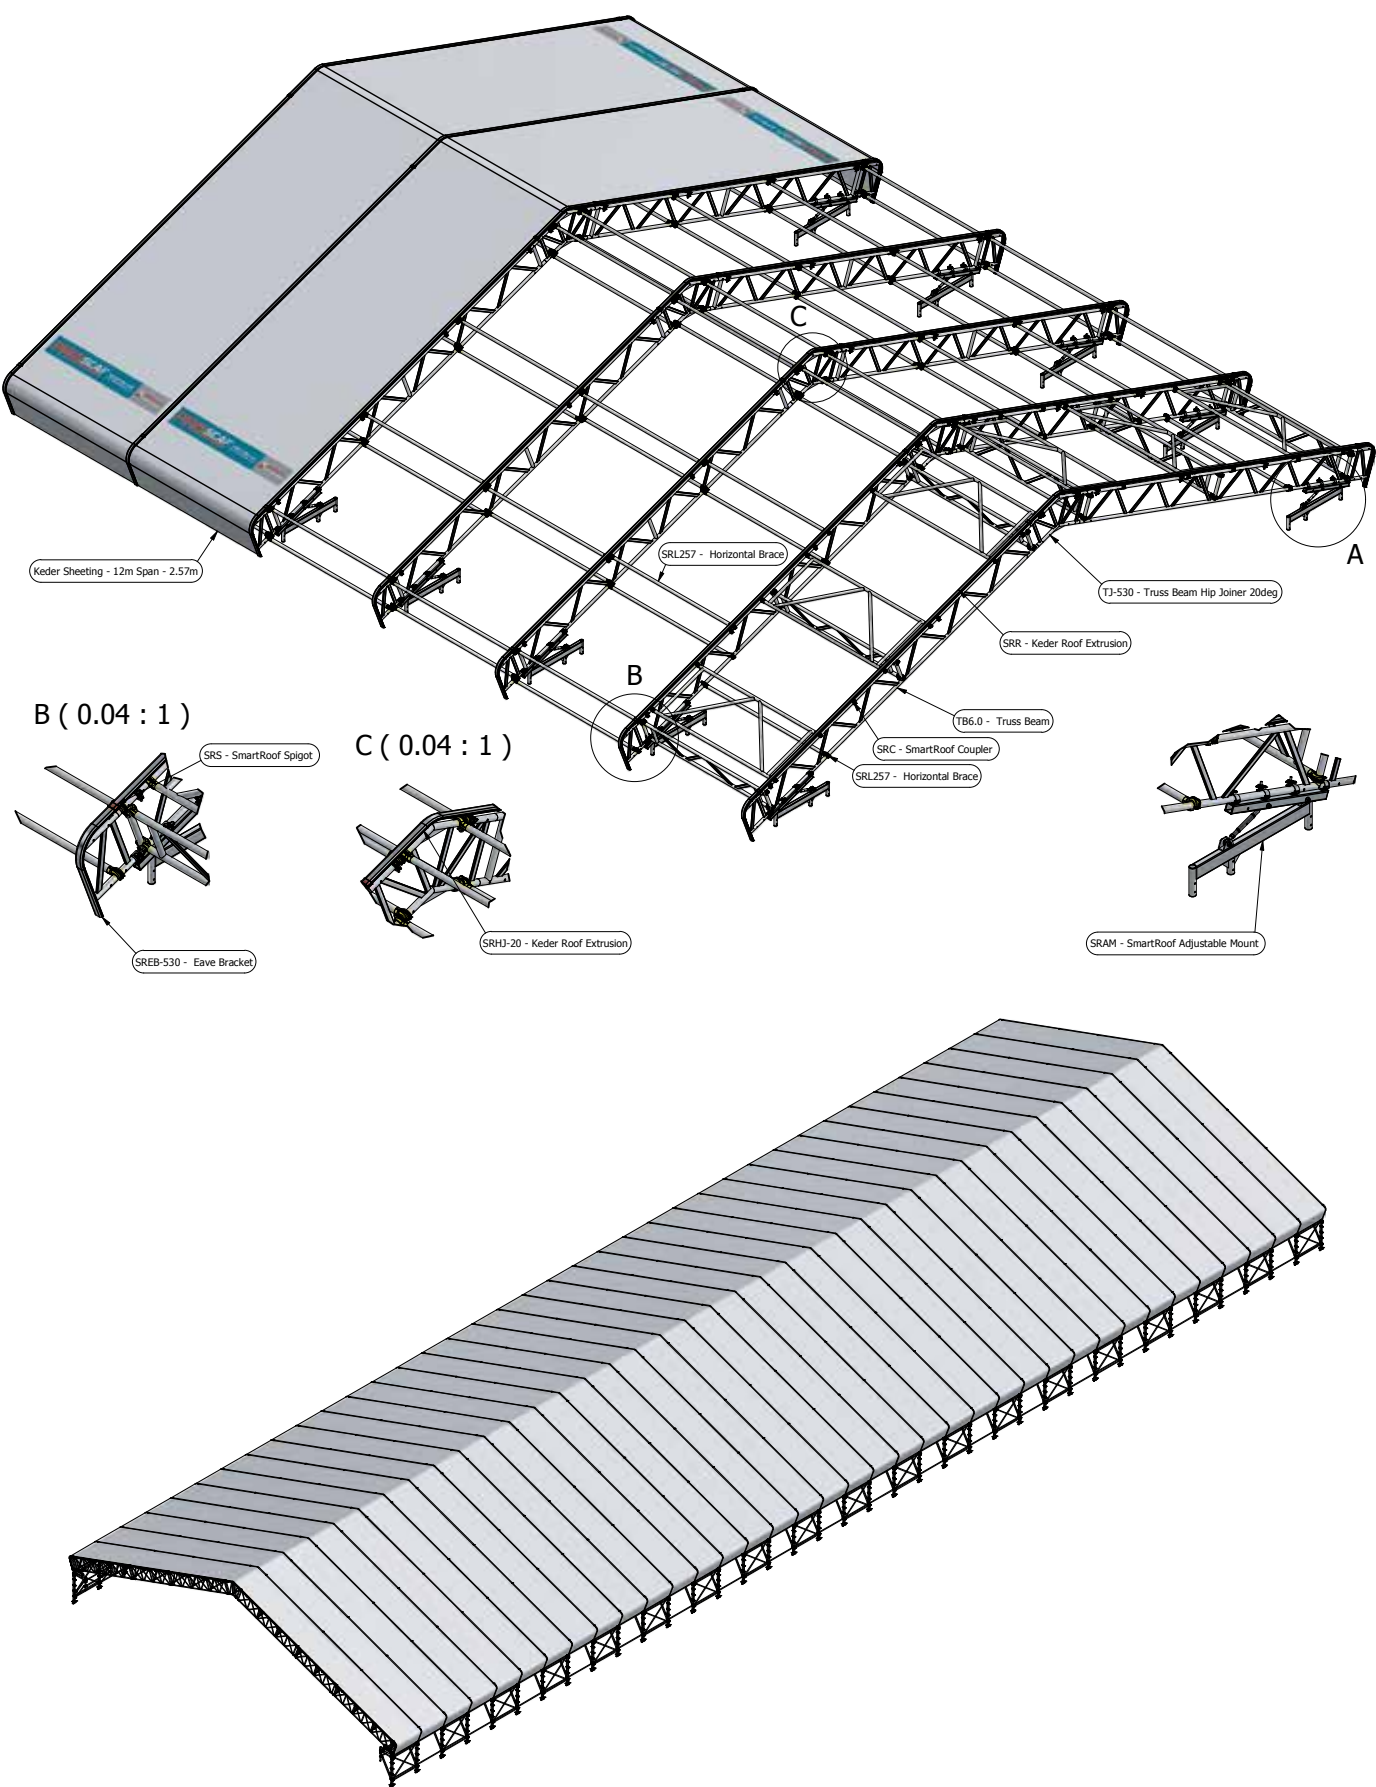 C
A
Keder Sheeting - 12m Span - 2.57m
SRL257 - Horizontal Brace
TJ-530 - Truss Beam Hip Joiner 20deg
SRR - Keder Roof Extrusion
B
TB6.0 - Truss Beam
SRC - SmartRoof Coupler
SRL257 - Horizontal Brace
B ( 0.04 : 1 )
SRS - SmartRoof Spigot
SREB-530 - Eave Bracket
C ( 0.04 : 1 )
SRHJ-20 - Keder Roof Extrusion
SRAM - SmartRoof Adjustable Mount